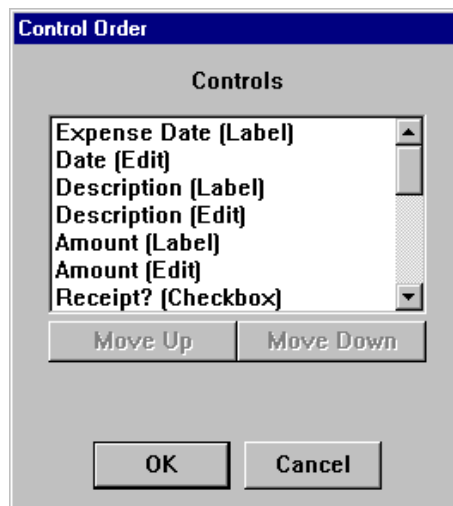 Control Order
Controls
Expense Date (Label)
Date (Edit)
Description (Label)
Description (Edit)
Amount (Label)
Amount (Edit)
Receipt? (Checkbox)
Move Up Move Down
OK Cancel